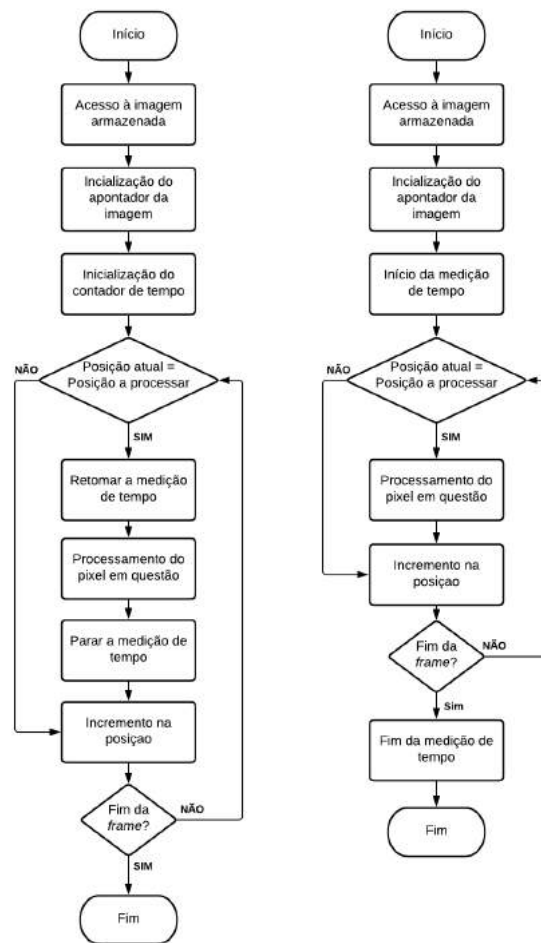 Início
Acesso à imagem
armazenada
Incialização do
apontador da
imagem
Inicialização do
contador de tempo
Posição atual =
Posição a processar
NÃO
SIM
Retomar a medição
de tempo
Processamento do
pixel em questão
Parar a medição de
tempo
Incremento na
posiçao
Fim da
frame?
NÃO
SIM
Fim
Início
Acesso à imagem
armazenada
Incialização do
apontador da
imagem
Início da medição
de tempo
Posição atual =
Posição a processar
NÃO
SIM
Processamento do
pixel em questão
Incremento na
posiçao
Fim da
frame?
NÃO
Sim
Fim da medição de
tempo
Fim